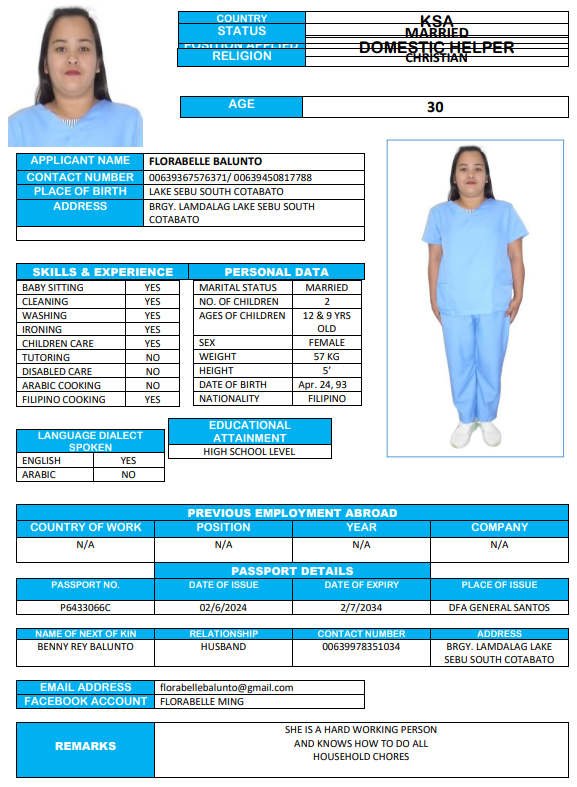 COUNTRY KSA
STATUS MARRIED
POSITION APPLIED DOMESTIC HELPER
RELIGION CHRISTIAN
AGE 30
APPLICANT NAME FLORABELLE BALUNTO
CONTACT NUMBER 00639367576371/ 00639450817788
PLACE OF BIRTH LAKE SEBU SOUTH COTABATO
ADDRESS BRGY. LAMDALAG LAKE SEBU SOUTH
COTABATO
SKILLS & EXPERIENCE
BABY SITTING YES
CLEANING YES
WASHING YES
IRONING YES
CHILDREN CARE YES
TUTORING NO
DISABLED CARE NO
ARABIC COOKING NO
FILIPINO COOKING YES
PERSONAL DATA
MARITAL STATUS MARRIED
NO. OF CHILDREN 2
AGES OF CHILDREN 12 & 9 YRS
OLD
SEX FEMALE
WEIGHT 57 KG
HEIGHT 5’
DATE OF BIRTH Apr. 24, 93
NATIONALITY FILIPINO
LANGUAGE DIALECT
SPOKEN
ENGLISH YES
ARABIC NO
EDUCATIONAL
ATTAINMENT
HIGH SCHOOL LEVEL
PREVIOUS EMPLOYMENT ABROAD
COUNTRY OF WORK POSITION YEAR COMPANY
N/A N/A N/A N/A
PASSPORT DETAILS
PASSPORT NO. DATE OF ISSUE DATE OF EXPIRY PLACE OF ISSUE
P6433066C 02/6/2024 2/7/2034 DFA GENERAL SANTOS
NAME OF NEXT OF KIN RELATIONSHIP CONTACT NUMBER ADDRESS
BENNY REY BALUNTO HUSBAND 00639978351034 BRGY. LAMDALAG LAKE
SEBU SOUTH COTABATO
EMAIL ADDRESS florabellebalunto@gmail.com
FACEBOOK ACCOUNT FLORABELLE MING
REMARKS
SHE IS A HARD WORKING PERSON
AND KNOWS HOW TO DO ALL
HOUSEHOLD CHORES